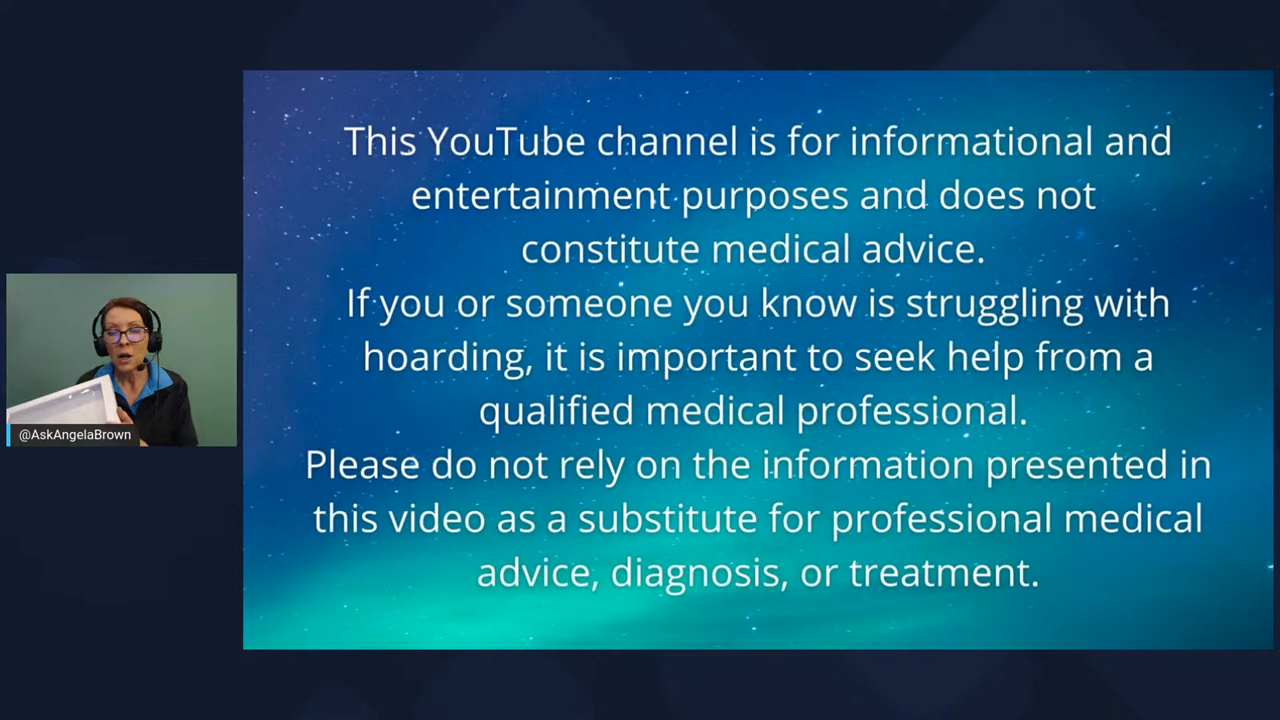 This YouTube channel is for informational and
entertainment purposes and does not
constitute medical advice.
If you or someone you know is struggling with
hoarding, it is important to seek help from a
qualified medical professional.
Please do not rely on the information presented in
this video as a substitute for professional medical
advice, diagnosis, or treatment.
@AskAngelaBrown